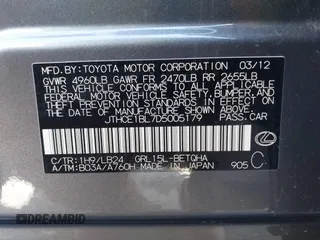 MFD. BY: TOYOTA MOTOR CORPORATION 03/12
GVWR 4960LB GAWR FR 2470LB RR 2655LB
THIS VEHICLE CONFORMS TO ALL APPLICABLE
FEDERAL MOTOR VEHICLE SAFETY, BUMPER, AND
THEFT PREVENTION STANDARDS IN EFFECT ON
THE DATE OF MANUFACTURE SHOWN ABOVE.
JTHCE1BL7D5005179 PASS. CAR
C/TR: 1H9/LB24 GRL15L-BETQHA
A/TM: B03A/A760H MADE IN JAPAN 905 C
DREAMBID